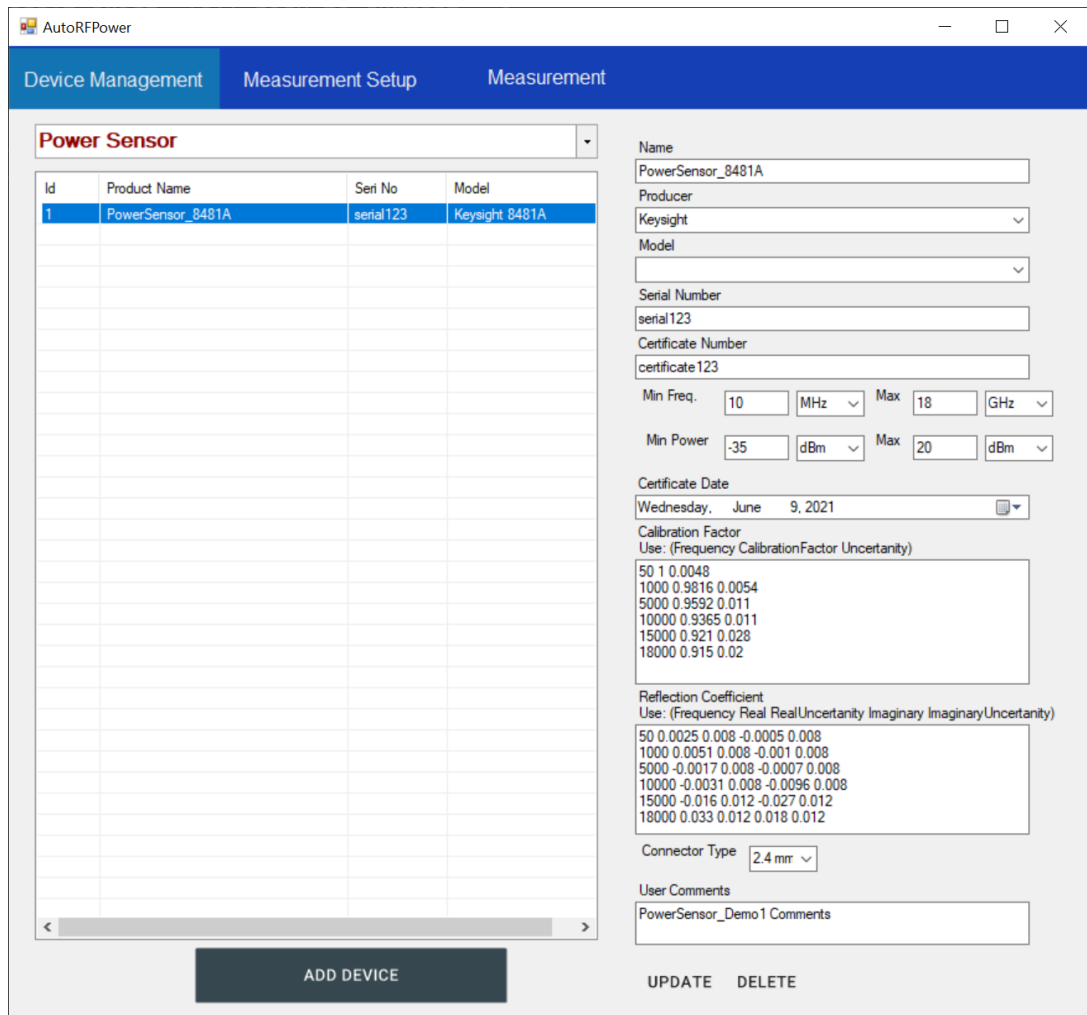 AutoRFPower
Device Management Measurement Setup Measurement
Power Sensor
Id Product Name Seri No Model
1 PowerSensor_8481A serial123 Keysight 8481A
ADD DEVICE
Name
PowerSensor_8481A
Producer
Keysight
Model
Serial Number
serial123
Certificate Number
certificate123
Min Freq. 10 MHz Max 18 GHz
Min Power -35 dBm Max 20 dBm
Certificate Date
Wednesday, June 9, 2021
Calibration Factor
Use: (Frequency CalibrationFactor Uncertanity)
50 1 0.0048
1000 0.9816 0.0054
5000 0.9592 0.011
10000 0.9365 0.011
15000 0.921 0.028
18000 0.915 0.02
Reflection Coefficient
Use: (Frequency Real RealUncertanity Imaginary ImaginaryUncertanity)
50 0.0025 0.008 -0.0005 0.008
1000 0.0051 0.008 -0.001 0.008
5000 -0.0017 0.008 -0.0007 0.008
10000 -0.0031 0.008 -0.0096 0.008
15000 -0.016 0.012 -0.027 0.012
18000 0.033 0.012 0.018 0.012
Connector Type 2.4 mm
User Comments
PowerSensor_Demo1 Comments
UPDATE DELETE